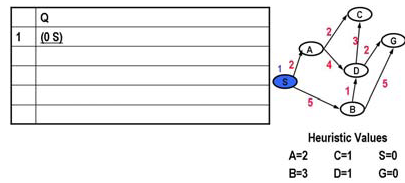 Q
1 (0 S)
C
2
G
A
3
2
1 2
4
D
S
1
5
5
B
Heuristic Values
A=2 C=1 S=0
B=3 D=1 G=0